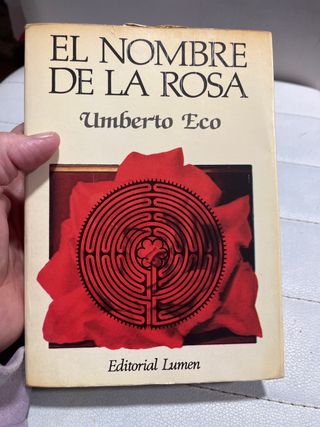 EL NOMBRE
DE LA ROSA
Umberto Eco
Editorial Lumen